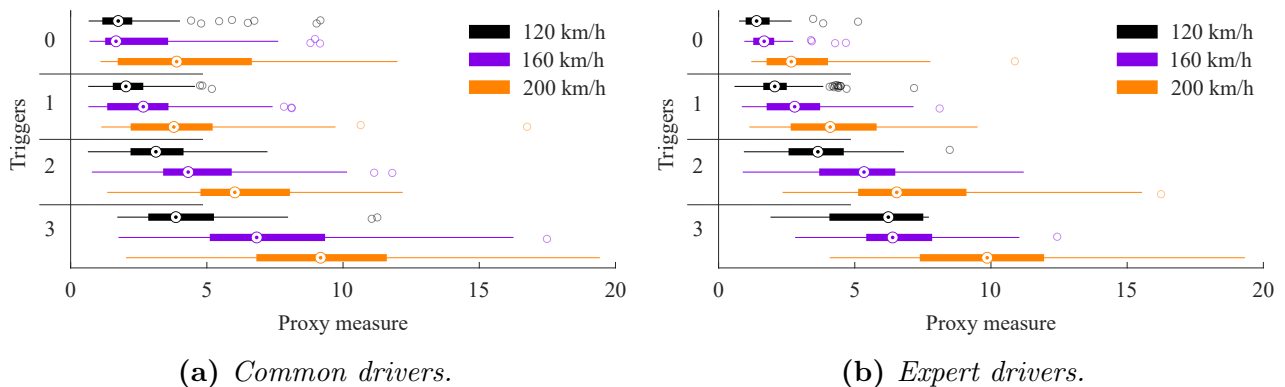 Triggers
0
1
2
3
120 km/h
160 km/h
200 km/h
0 5 10 15 20
Proxy measure
(a) Common drivers.
Triggers
0
1
2
3
120 km/h
160 km/h
200 km/h
0 5 10 15 20
Proxy measure
(b) Expert drivers.